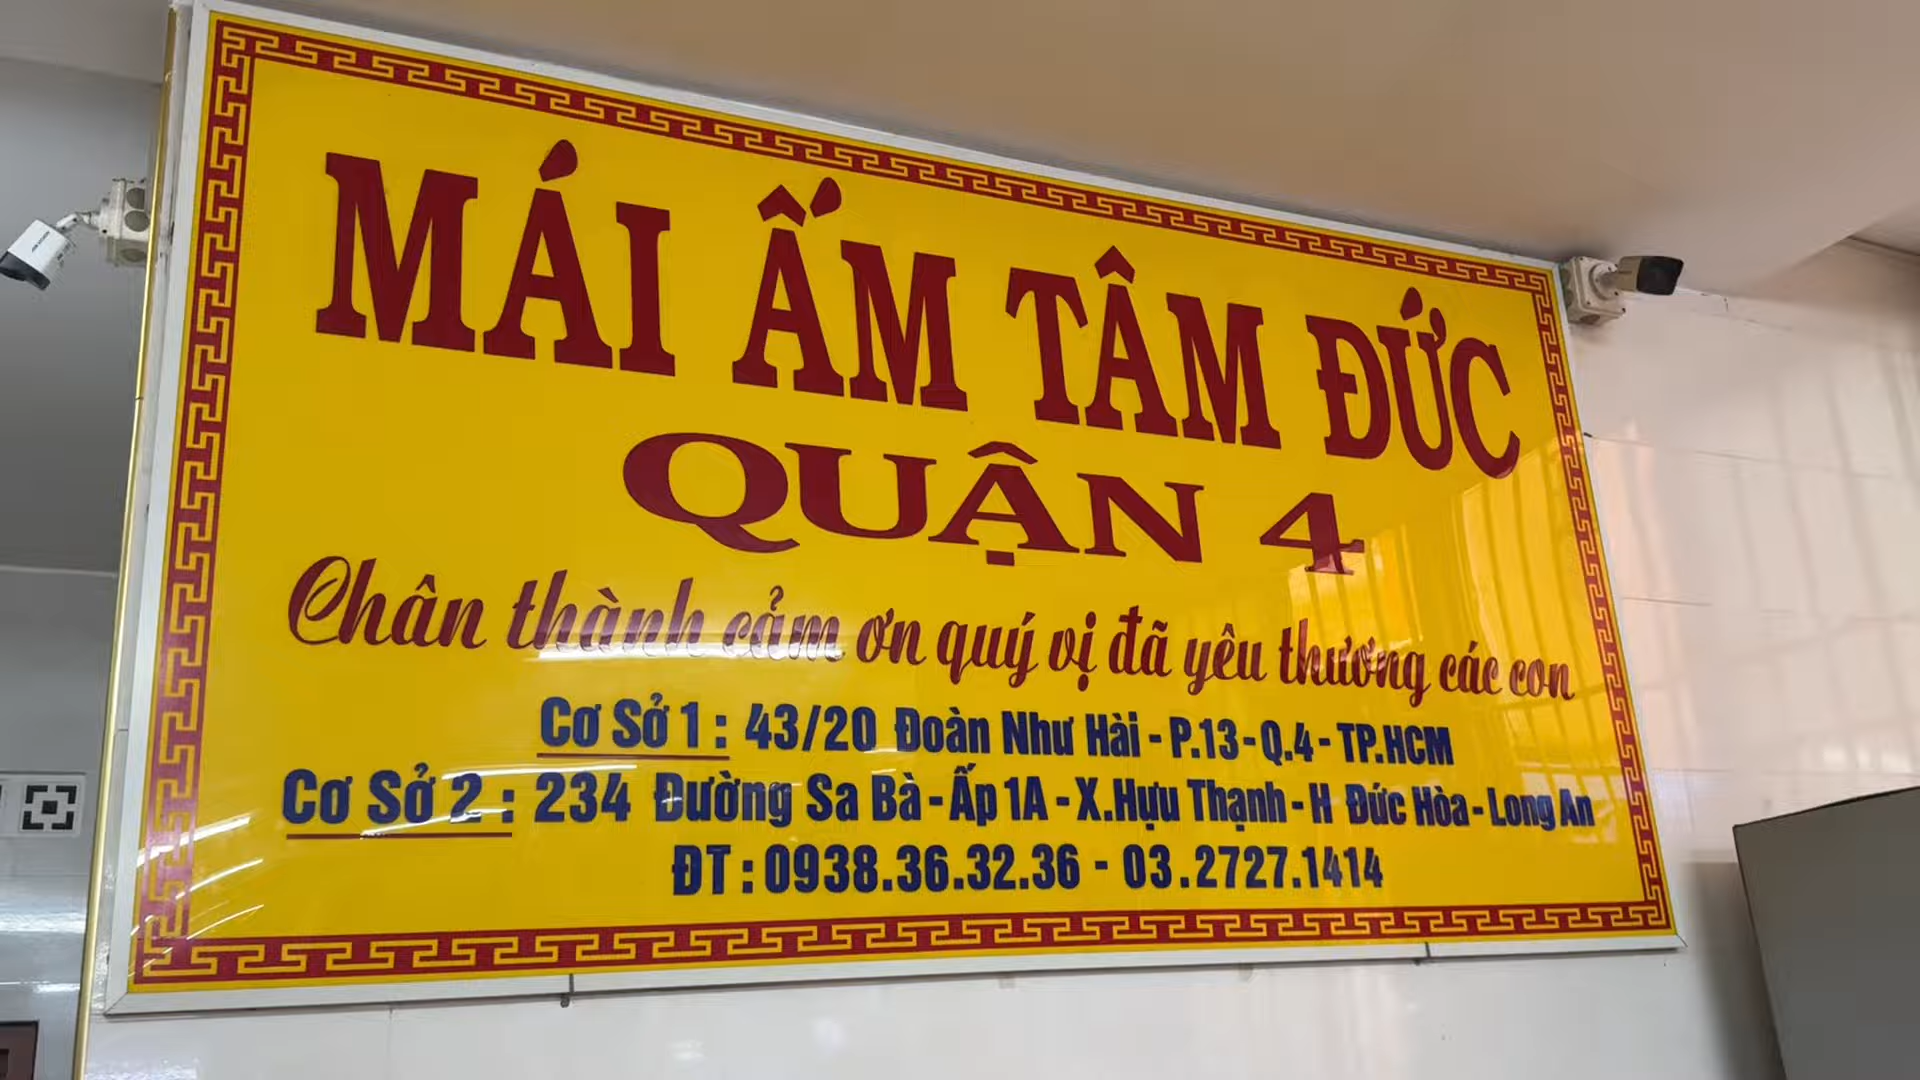 MÁI ẤM TÂM ĐỨC
QUẬN 4
Chân thành cảm ơn quý vị đã yêu thương các con
Cơ Sở 1 : 43/20 Đoàn Như Hài - P.13 - Q.4 - TP.HCM
Cơ Sở 2 : 234 Đường Sa Bà - Ấp 1A - X.Hựu Thạnh - H Đức Hòa - Long An
ĐT : 0938.36.32.36 - 03.2727.1414